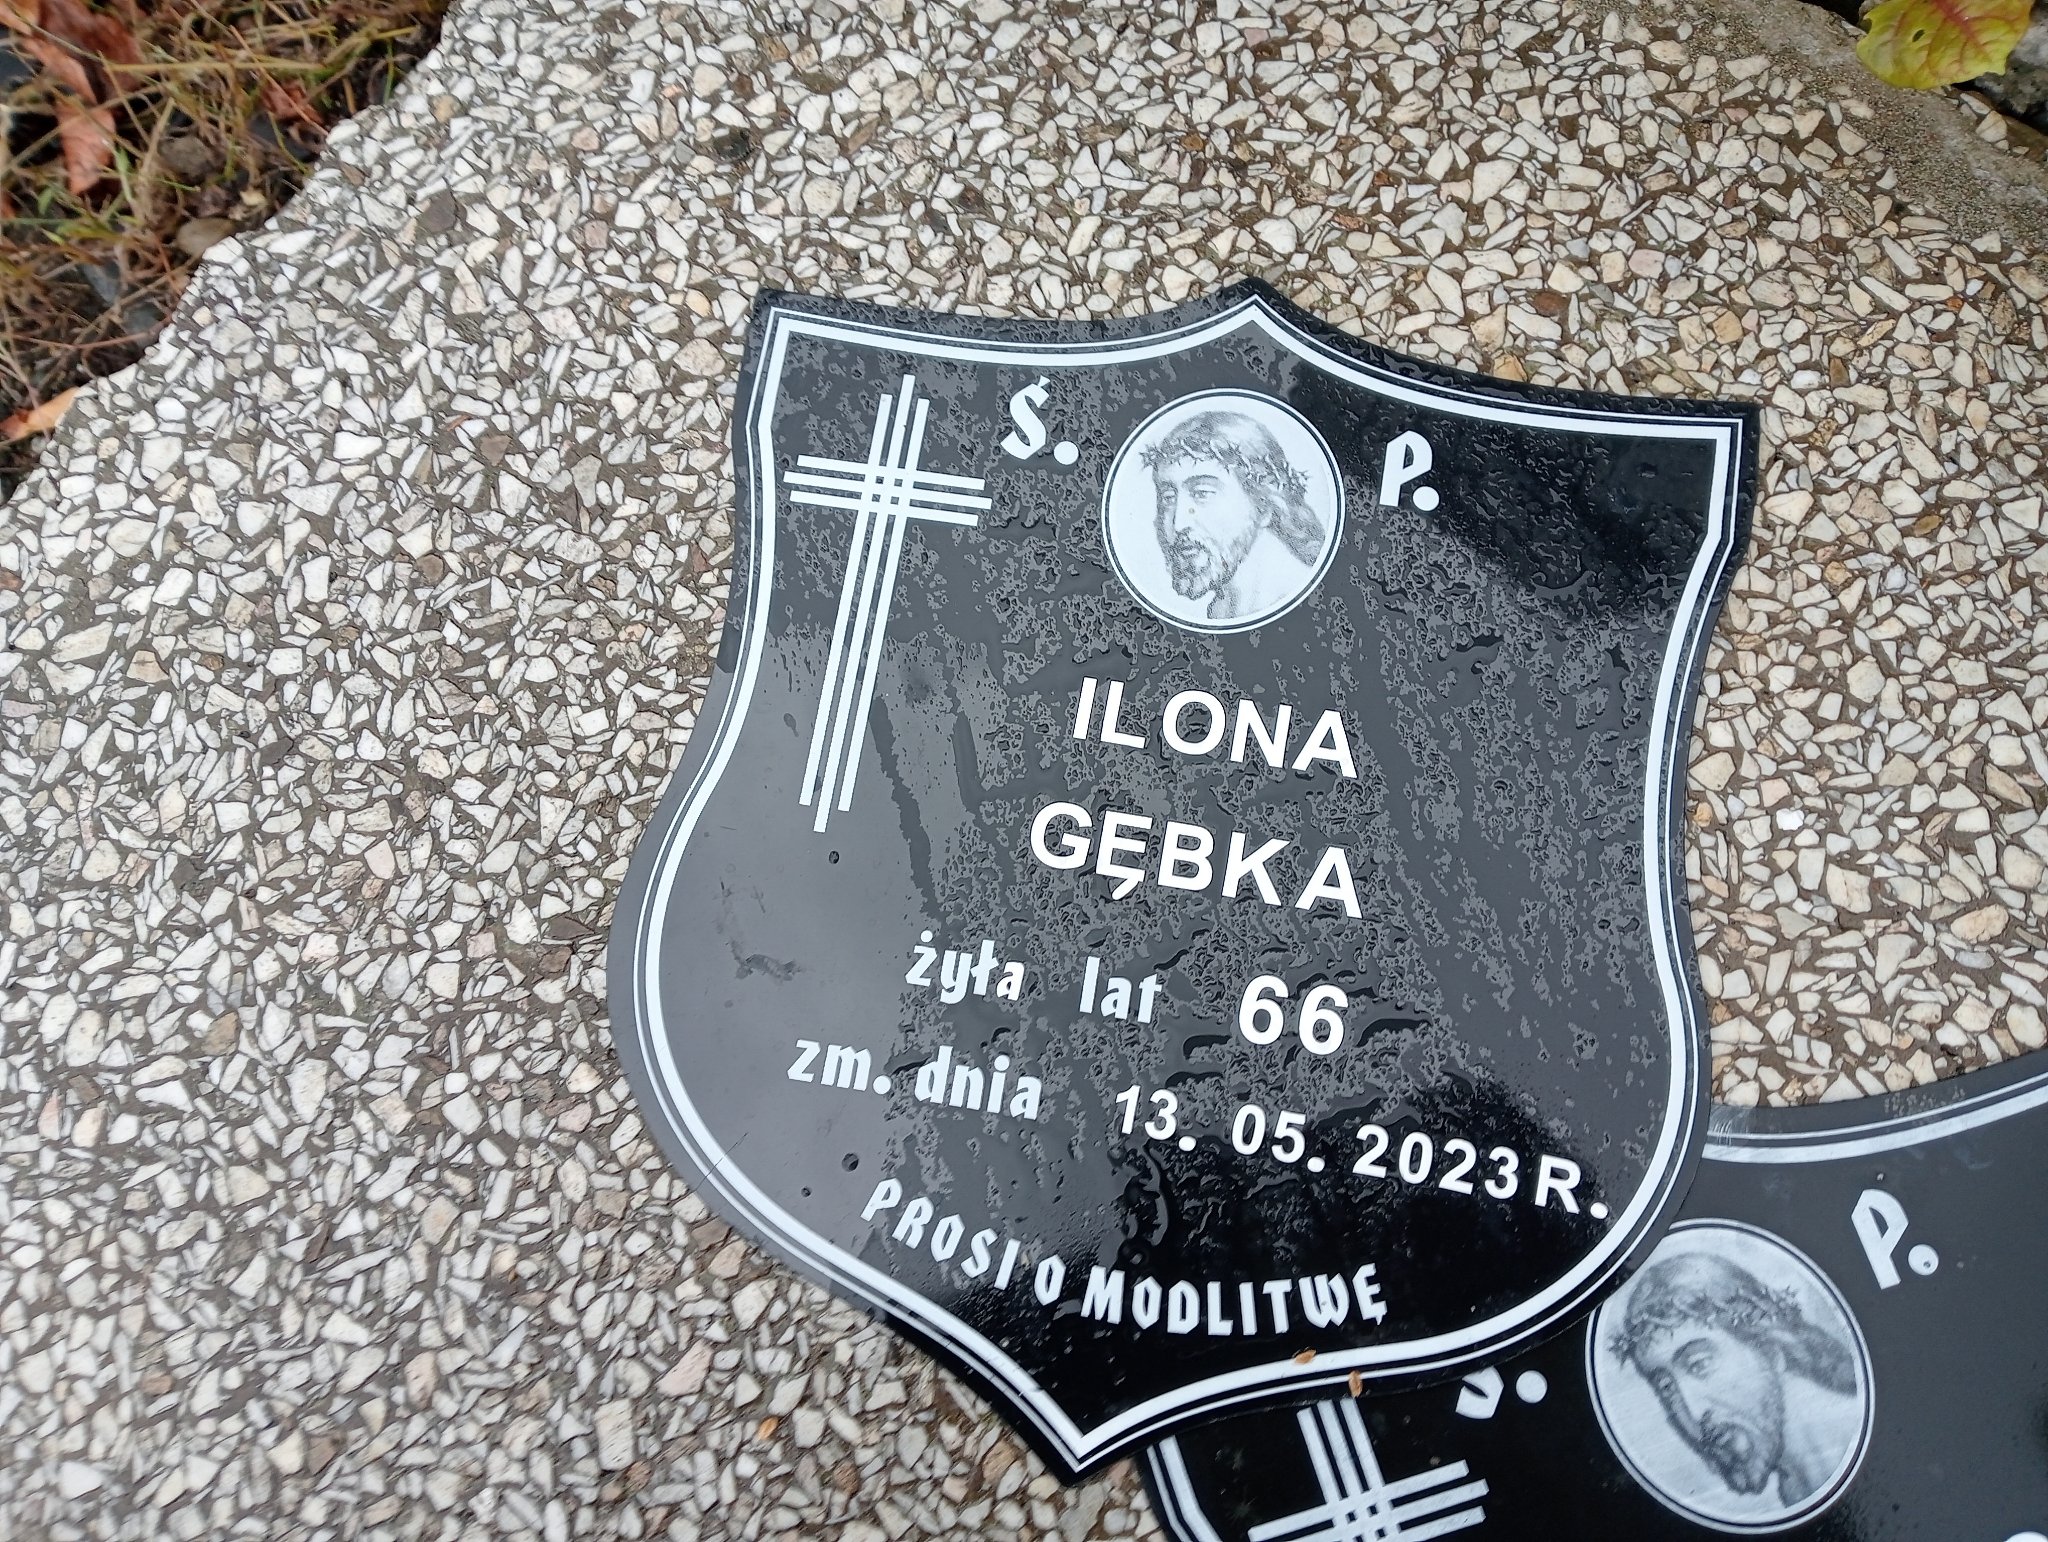 Ś. P.
ILONA
GĘBKA
żyła lat 66
zm. dnia 13. 05. 2023 R.
PROSI O MODLITWĘ
Ś. P.